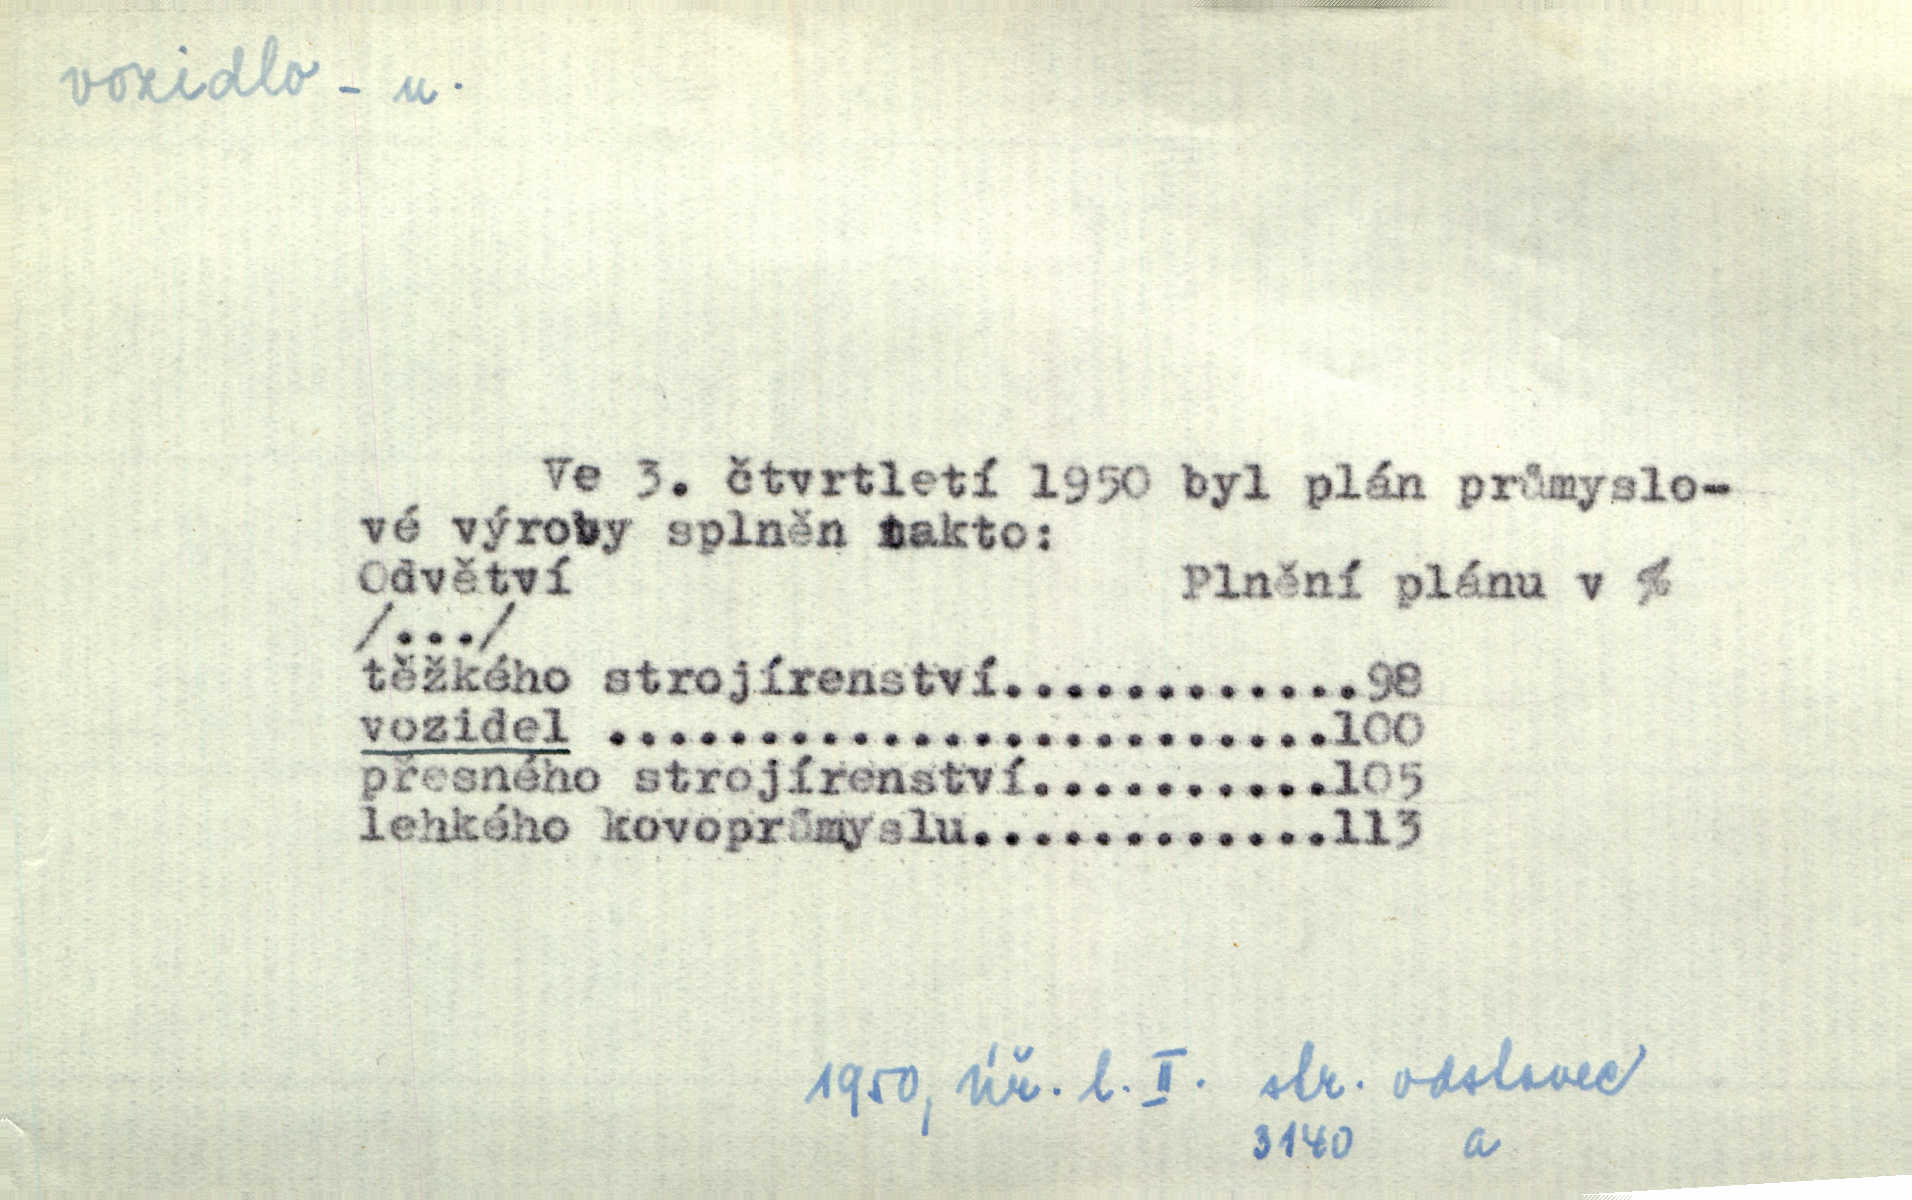 vozidlo - n.
Ve 3. čtvrtletí 1950 byl plán průmyslo-
vé výroby splněn takto:
Odvětví Plnění plánu v %
/.../
těžkého strojírenství............98
vozidel ........................100
přesného strojírenství..........105
lehkého kovoprůmyslu............113
1950, Úř. l. II. str. odstavec
3140 a